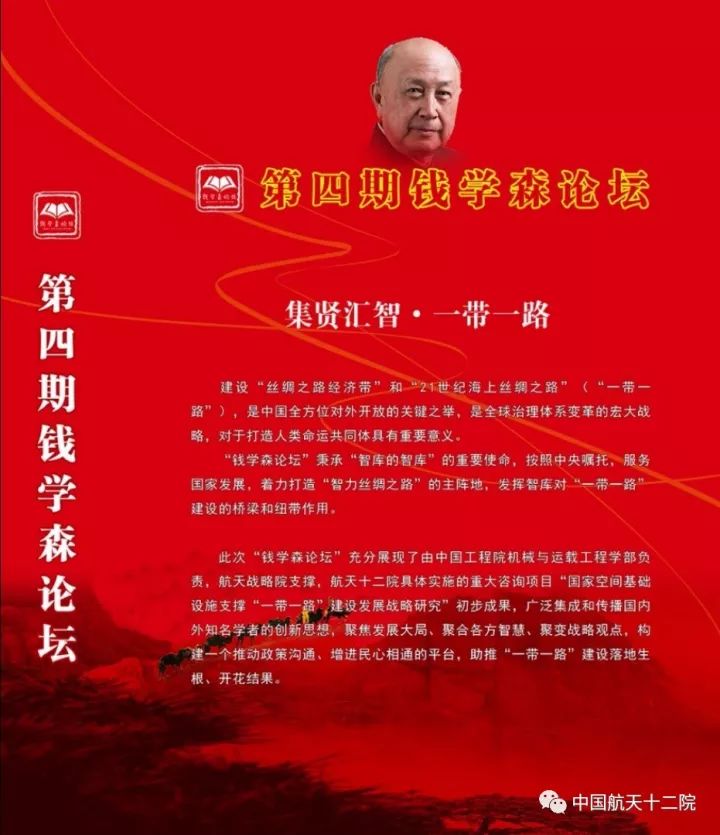 第四期钱学森论坛
第四期钱学森论坛
集贤汇智·一带一路
建设“丝绸之路经济带”和“21世纪海上丝绸之路”（“一带一
路”），是中国全方位对外开放的关键之举，是全球治理体系变革的宏大战
略，对于打造人类命运共同体具有重要意义。
“钱学森论坛”秉承“智库的智库”的重要使命，按照中央嘱托，服务
国家发展，着力打造“智力丝绸之路”的主阵地，发挥智库对“一带一路”
建设的桥梁和纽带作用。
此次“钱学森论坛”充分展现了由中国工程院机械与运载工程学部负
责，航天战略院支撑，航天十二院具体实施的重大咨询项目“国家空间基础
设施支撑“一带一路”建设发展战略研究”初步成果，广泛集成和传播国内
外知名学者的创新思想，聚焦发展大局、聚合各方智慧、聚变战略观点，构
建一个推动政策沟通、增进民心相通的平台，助推“一带一路”建设落地生
根、开花结果。
中国航天十二院